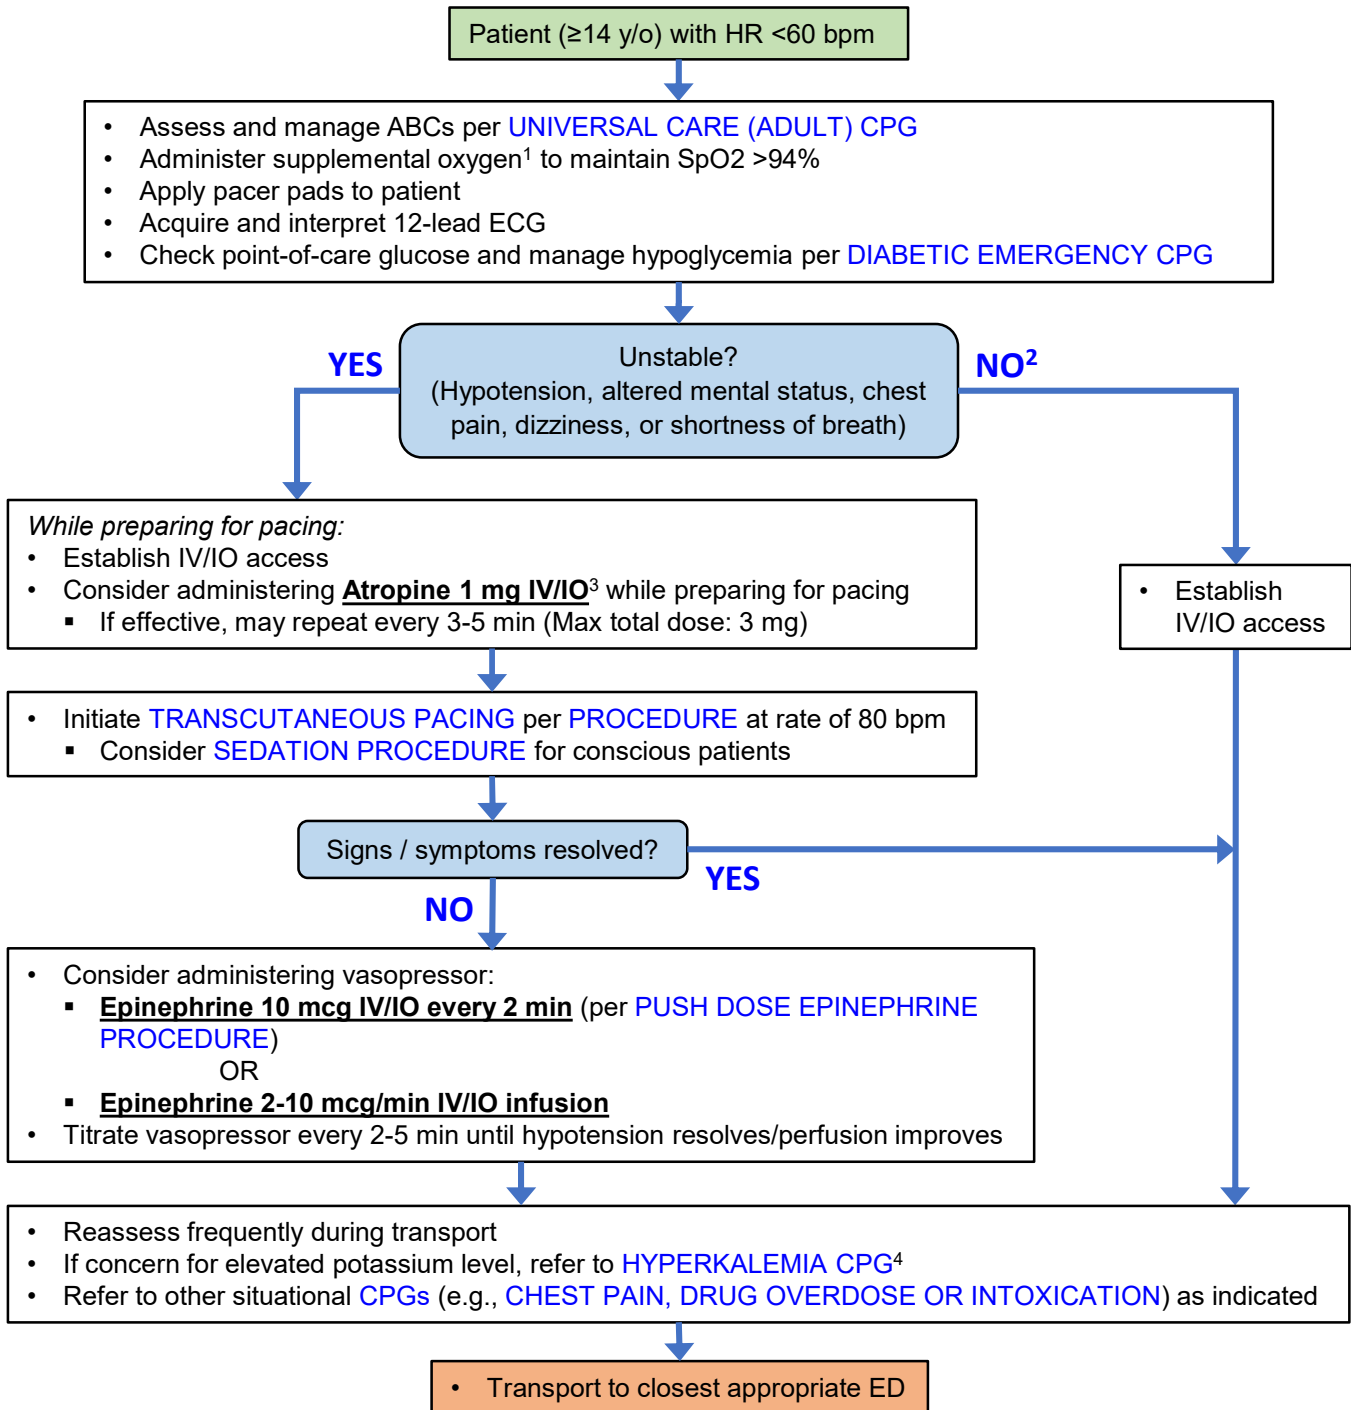 Patient (≥14 y/o) with HR <60 bpm
• Assess and manage ABCs per UNIVERSAL CARE (ADULT) CPG
• Administer supplemental oxygen¹ to maintain SpO2 >94%
• Apply pacer pads to patient
• Acquire and interpret 12-lead ECG
• Check point-of-care glucose and manage hypoglycemia per DIABETIC EMERGENCY CPG
Unstable?
(Hypotension, altered mental status, chest
pain, dizziness, or shortness of breath)
YES
NO²
While preparing for pacing:
• Establish IV/IO access
• Consider administering Atropine 1 mg IV/IO³ while preparing for pacing
▪ If effective, may repeat every 3-5 min (Max total dose: 3 mg)
• Establish
IV/IO access
• Initiate TRANSCUTANEOUS PACING per PROCEDURE at rate of 80 bpm
▪ Consider SEDATION PROCEDURE for conscious patients
Signs / symptoms resolved?
YES
NO
• Consider administering vasopressor:
▪ Epinephrine 10 mcg IV/IO every 2 min (per PUSH DOSE EPINEPHRINE
PROCEDURE)
OR
▪ Epinephrine 2-10 mcg/min IV/IO infusion
• Titrate vasopressor every 2-5 min until hypotension resolves/perfusion improves
• Reassess frequently during transport
• If concern for elevated potassium level, refer to HYPERKALEMIA CPG⁴
• Refer to other situational CPGs (e.g., CHEST PAIN, DRUG OVERDOSE OR INTOXICATION) as indicated
• Transport to closest appropriate ED